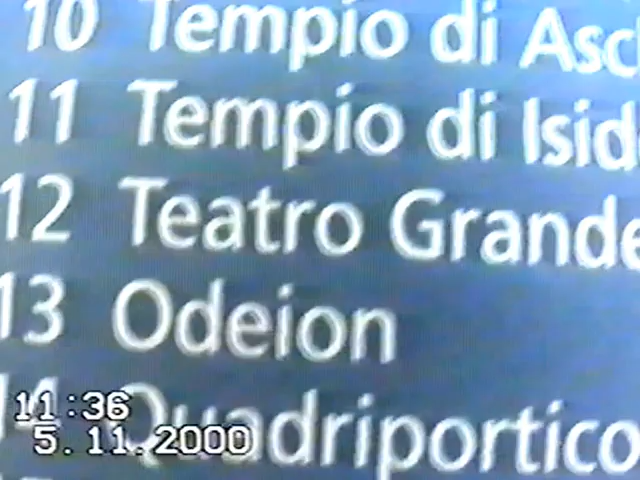 10 Tempio di Asc
11 Tempio di Isid
12 Teatro Grande
13 Odeion
14 Quadriportico
11:36
5.11.2000